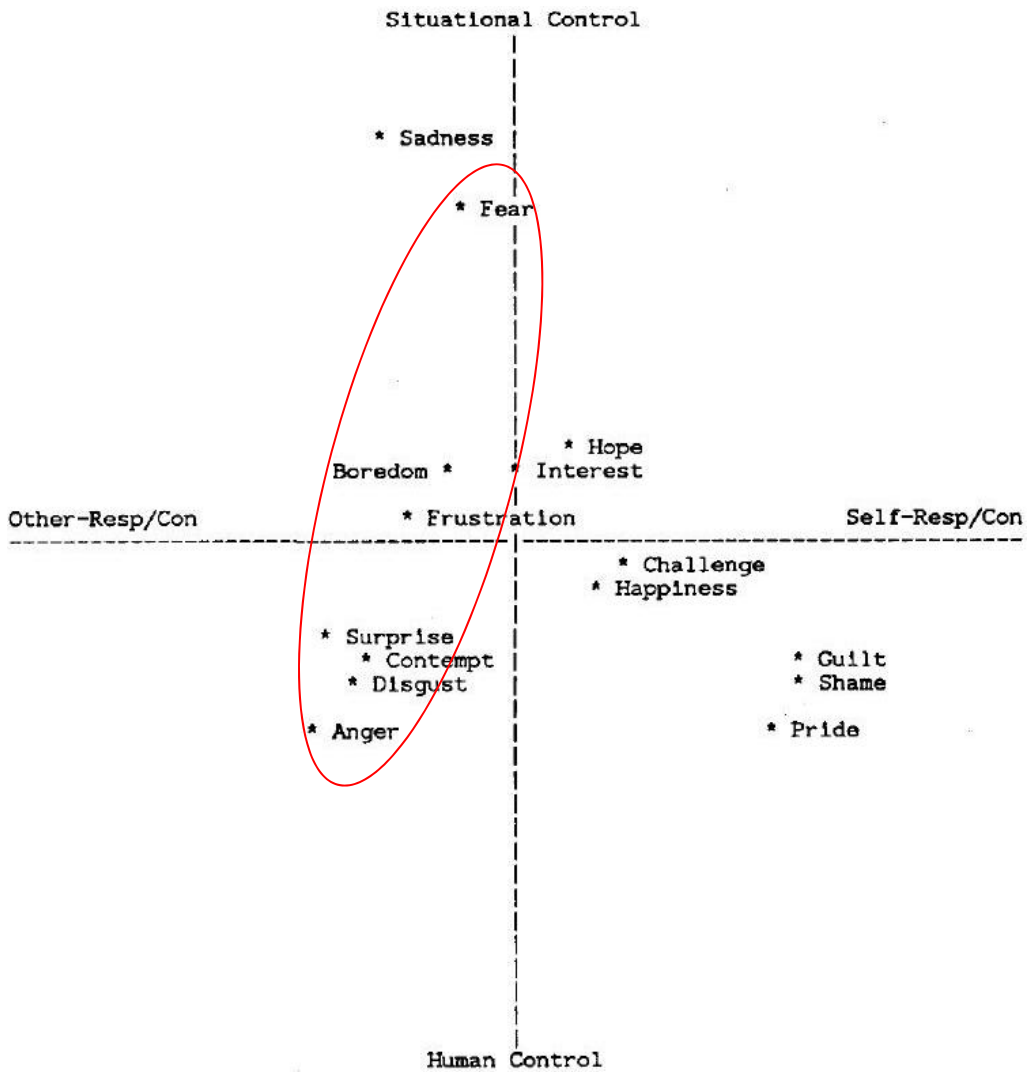 Situational Control
* Sadness
* Fear
* Hope
Boredom *
* Interest
* Frustration
Other-Resp/Con
Self-Resp/Con
* Challenge
* Happiness
* Surprise
* Contempt
* Guilt
* Disgust
* Shame
* Anger
* Pride
Human Control